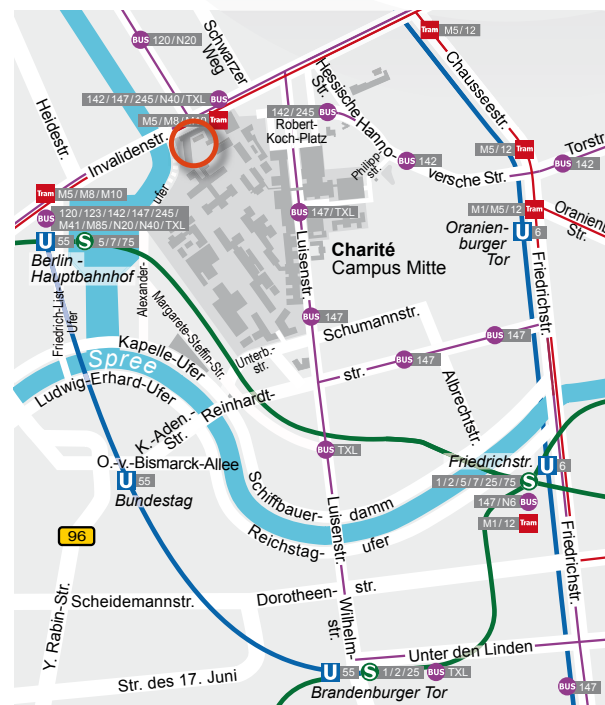 BUS 120/N20
Schwarzer
Weg
Tram M5/12
Chausseestr.
Hessische
Str.
142/147/245/N40/TXL BUS
M5/M8/M10 Tram
142/245 BUS
Robert-
Koch-Platz
Hanno
versche Str.
BUS 142
M5/12 Tram
Torstr
BUS 142
Heidestr.
Invalidenstr.
ufer
Philipp
str.
Tram M5/M8/M10
BUS 120/123/142/147/245/
M41/M85/N20/N40/TXL
U 55 S 5/7/75
Berlin -
Hauptbahnhof
BUS 147/TXL
Luisenstr.
M1/M5/12 Tram
Oranienb
Str.
Oranien-
burger
Tor
U 6
Charité
Campus Mitte
Friedrichstr.
Friedrich-List-
Ufer
Alexander-
Margarete-Steffin-Str.
BUS 147
Schumannstr.
Unterb.-
str.
BUS 147
BUS 147
str.
Albrechtstr.
Kapelle-Ufer
Spree
Ludwig-Erhard-Ufer
K.-Aden.-
Str.
Reinhardt-
O.-v.-Bismarck-Allee
U 55
Bundestag
BUS TXL
Friedrichstr.
U 6
1/2/5/7/25/75 S
147/N6 BUS
M1/12 Tram
Schiffbauer-
damm
Reichstag-
ufer
Luisenstr.
Friedrichstr.
96
Y. Rabin-Str.
Scheidemannstr.
Dorotheen-
str.
Wilhelm-
str.
Unter den Linden
Str. des 17. Juni
U 55 S 1/2/25 BUS TXL
Brandenburger Tor
BUS 147